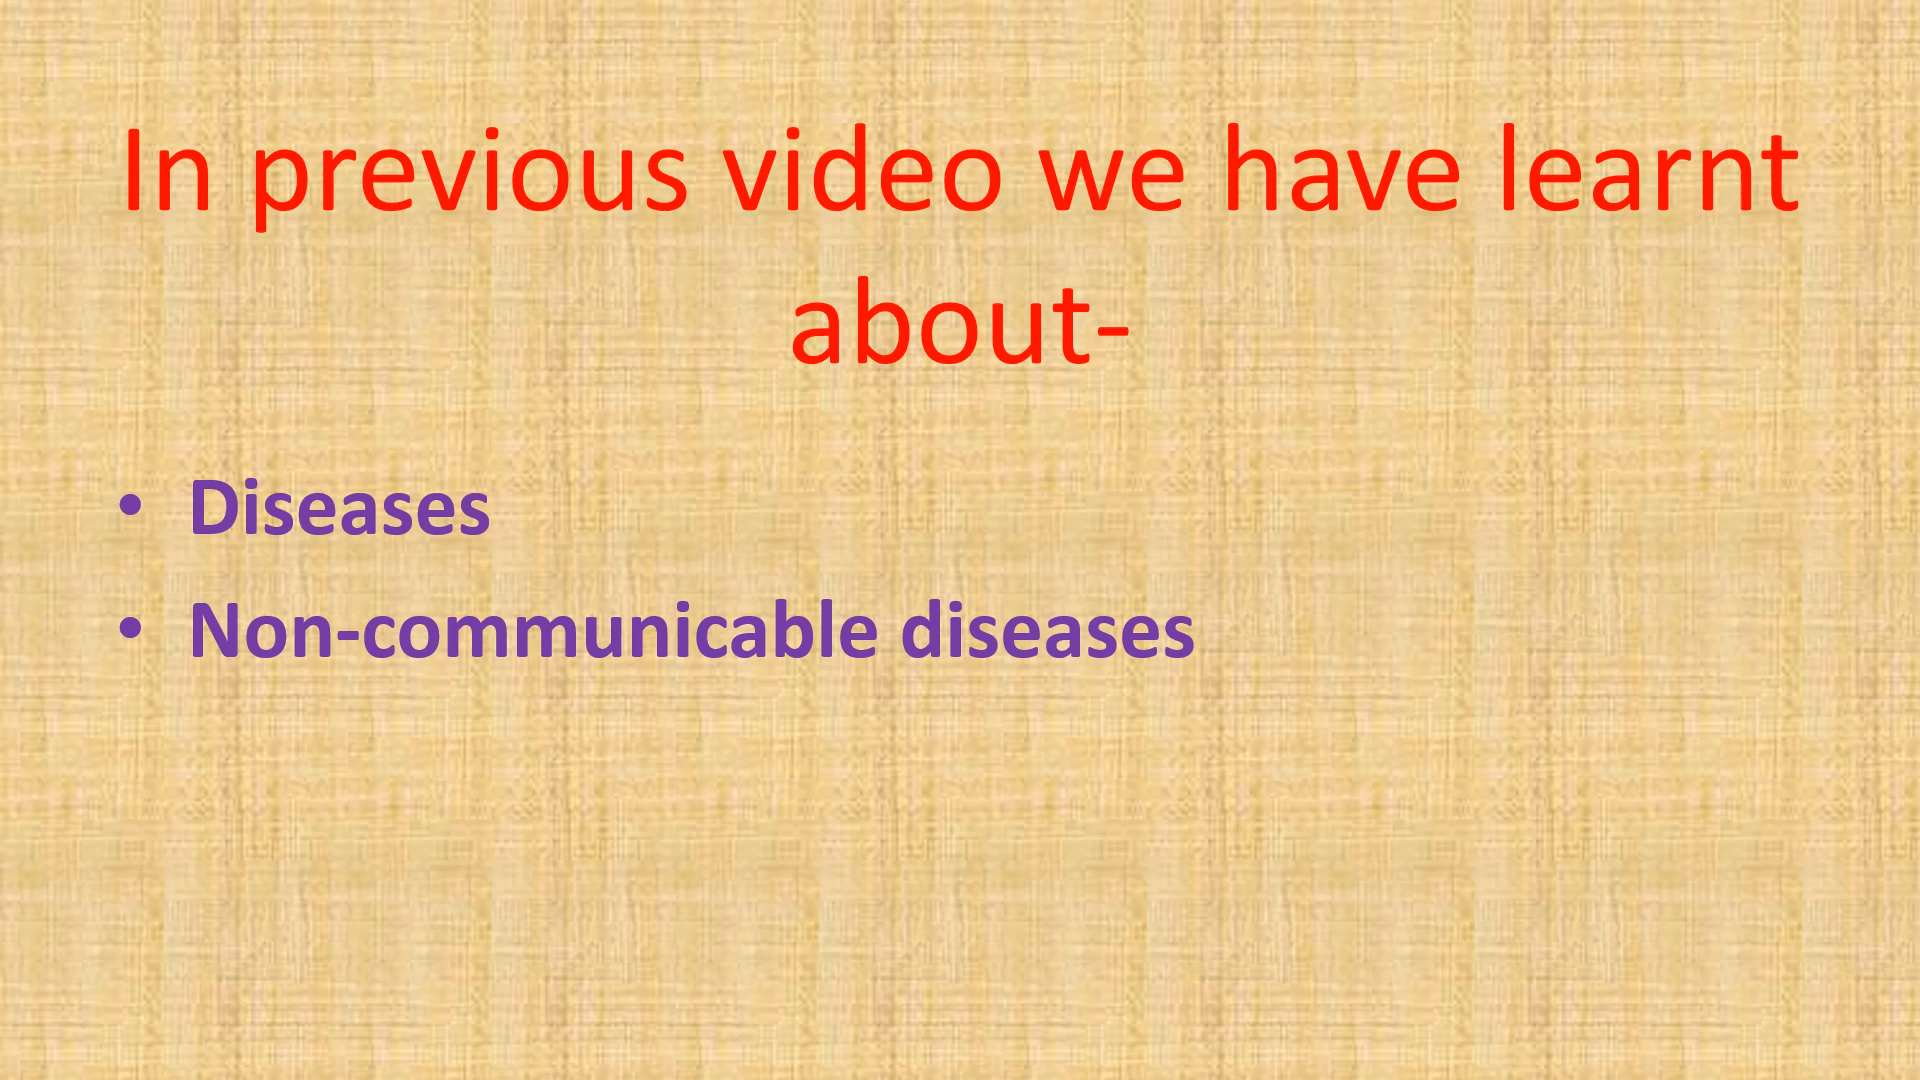 In previous video we have learnt
about-
• Diseases
• Non-communicable diseases